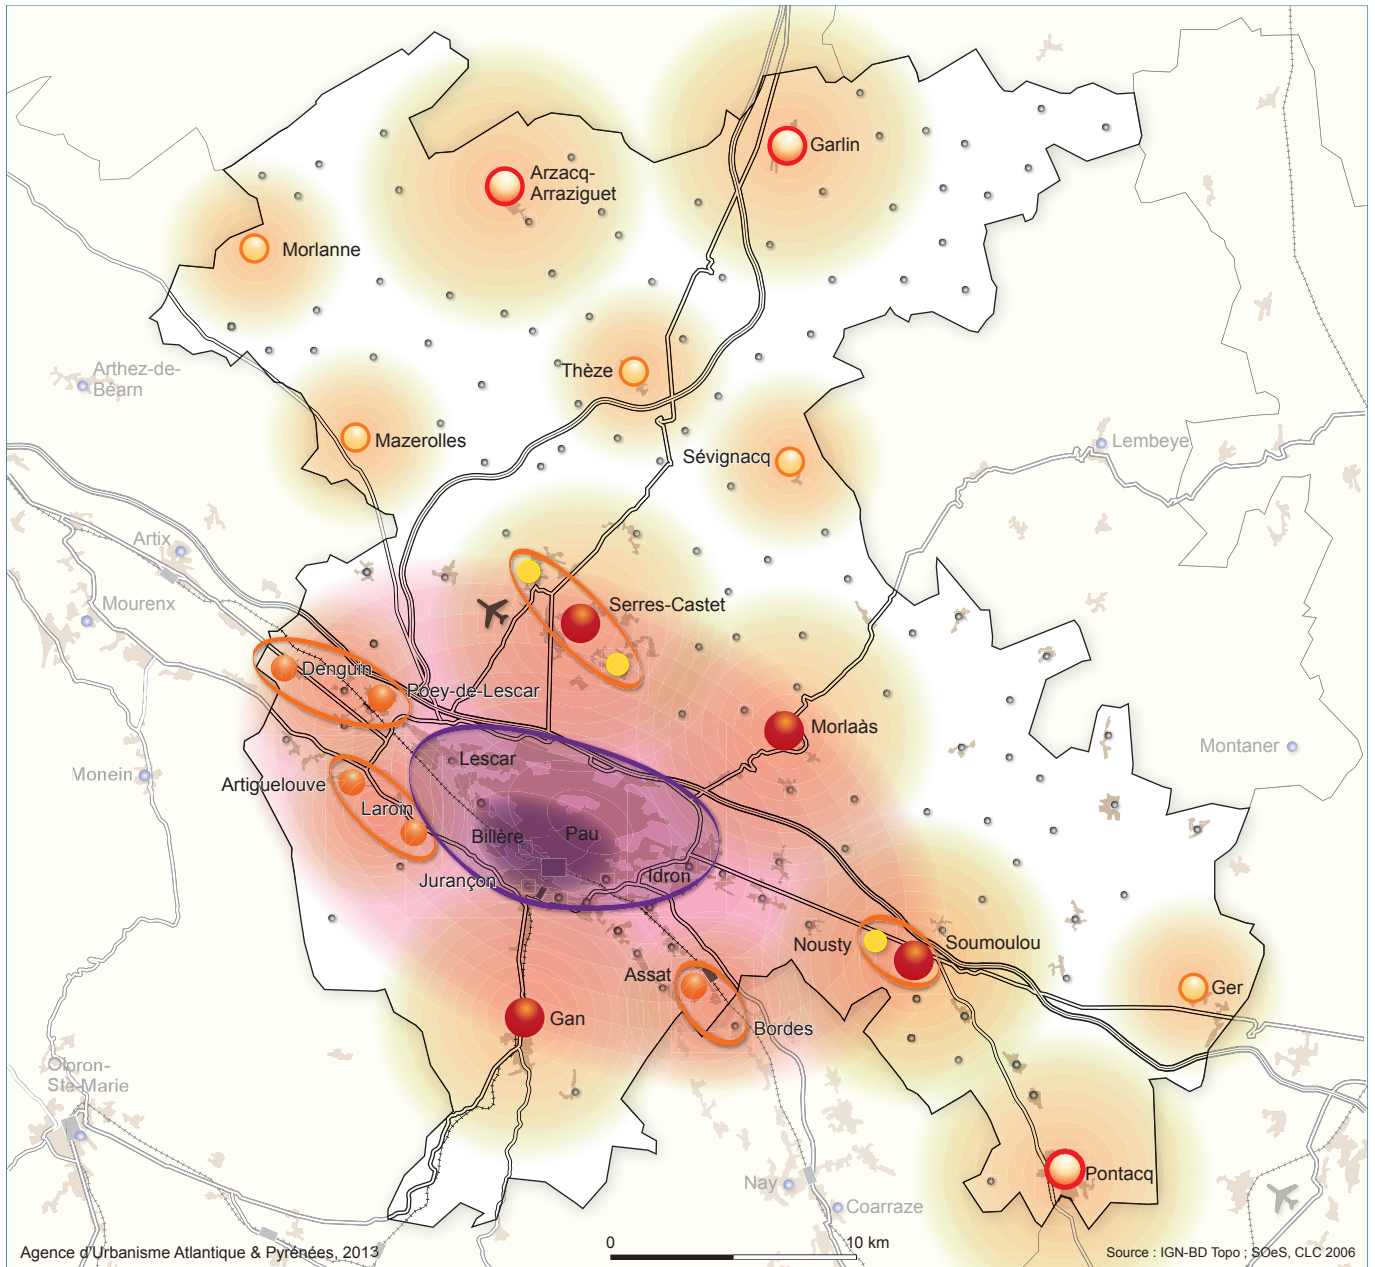 Garlin
Arzacq-
Arraziguet
Morlanne
Thèze
Arthez-de-
Béarn
Mazerolles
Lembeye
Sévignacq
Artix
Mourenx
Serres-Castet
Denguin
Poey-de-Lescar
Morlaàs
Montaner
Lescar
Monein
Artiguelouve
Laroin
Billère
Pau
Jurançon
Idron
Nousty
Soumoulou
Assat
Ger
Gan
Bordes
Oloron-
Ste-Marie
Pontacq
Nay
Coarraze
0
10 km
Agence d'Urbanisme Atlantique & Pyrénées, 2013
Source : IGN-BD Topo ; SOeS, CLC 2006